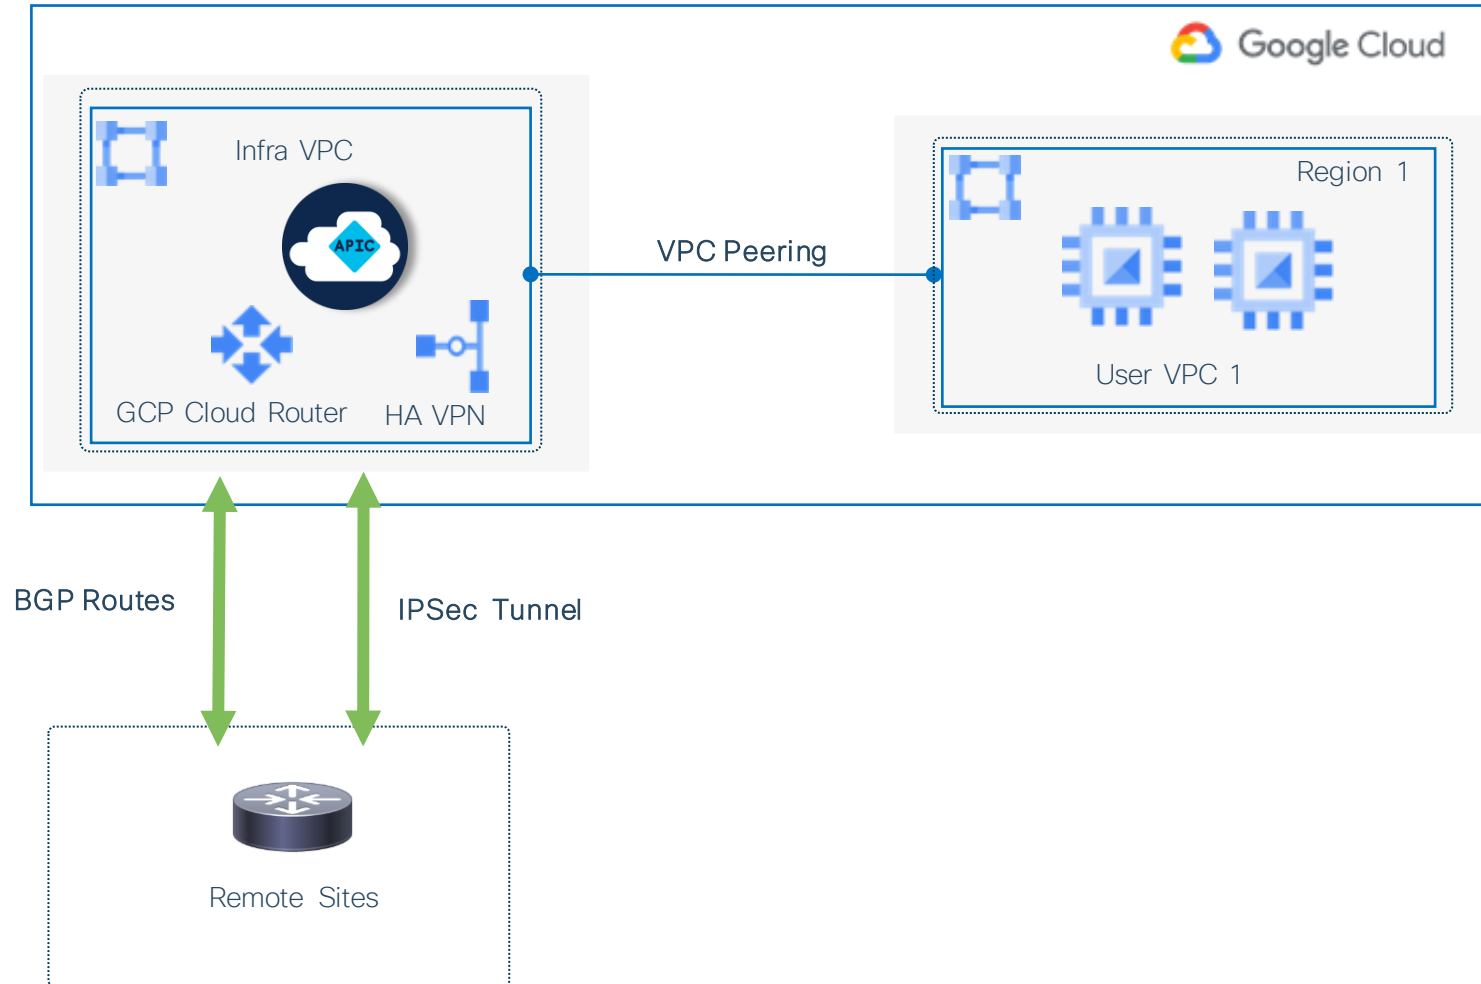 Google Cloud
Infra VPC
Region 1
APIC
VPC Peering
User VPC 1
GCP Cloud Router
HA VPN
BGP Routes
IPSec Tunnel
Remote Sites